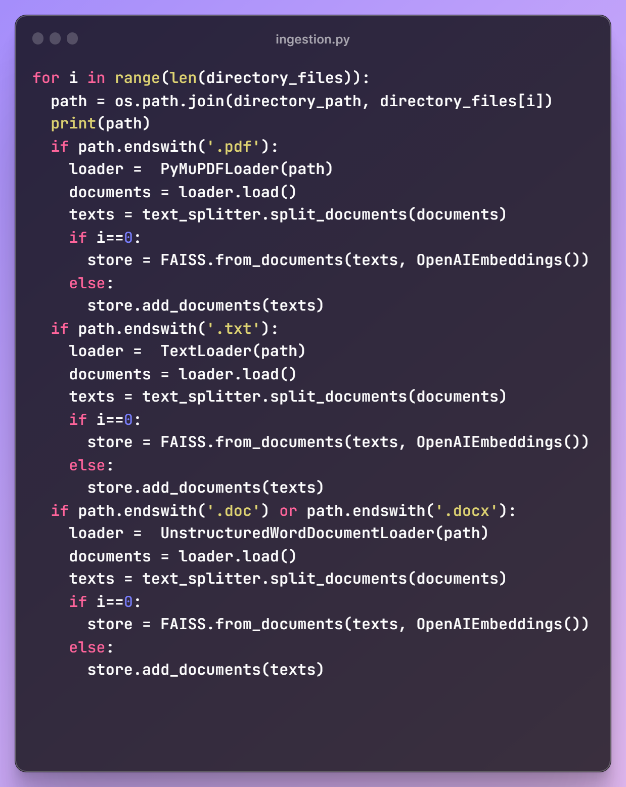 ingestion.py
for i in range(len(directory_files)):
  path = os.path.join(directory_path, directory_files[i])
  print(path)
  if path.endswith('.pdf'):
    loader =  PyMuPDFLoader(path)
    documents = loader.load()
    texts = text_splitter.split_documents(documents)
    if i==0:
      store = FAISS.from_documents(texts, OpenAIEmbeddings())
    else:
      store.add_documents(texts)
  if path.endswith('.txt'):
    loader =  TextLoader(path)
    documents = loader.load()
    texts = text_splitter.split_documents(documents)
    if i==0:
      store = FAISS.from_documents(texts, OpenAIEmbeddings())
    else:
      store.add_documents(texts)
  if path.endswith('.doc') or path.endswith('.docx'):
    loader =  UnstructuredWordDocumentLoader(path)
    documents = loader.load()
    texts = text_splitter.split_documents(documents)
    if i==0:
      store = FAISS.from_documents(texts, OpenAIEmbeddings())
    else:
      store.add_documents(texts)